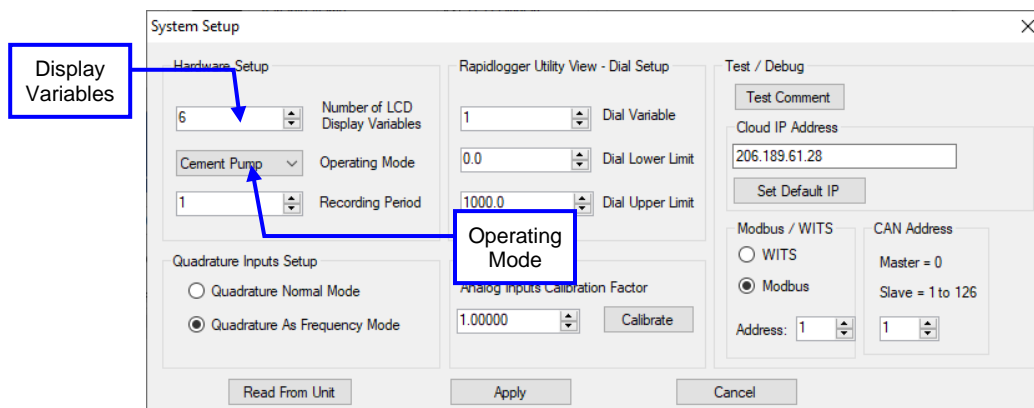 System Setup
Display
Variables
Hardware Setup
6
Number of LCD
Display Variables
Cement Pump
Operating Mode
1
Recording Period
Quadrature Inputs Setup
Quadrature Normal Mode
Quadrature As Frequency Mode
Rapidlogger Utility View - Dial Setup
1
Dial Variable
0.0
Dial Lower Limit
1000.0
Dial Upper Limit
Operating
Mode
Analog Inputs Calibration Factor
1.00000
Calibrate
Test / Debug
Test Comment
Cloud IP Address
206.189.61.28
Set Default IP
Modbus / WITS
WITS
Modbus
Address:
1
CAN Address
Master = 0
Slave = 1 to 126
1
Read From Unit
Apply
Cancel